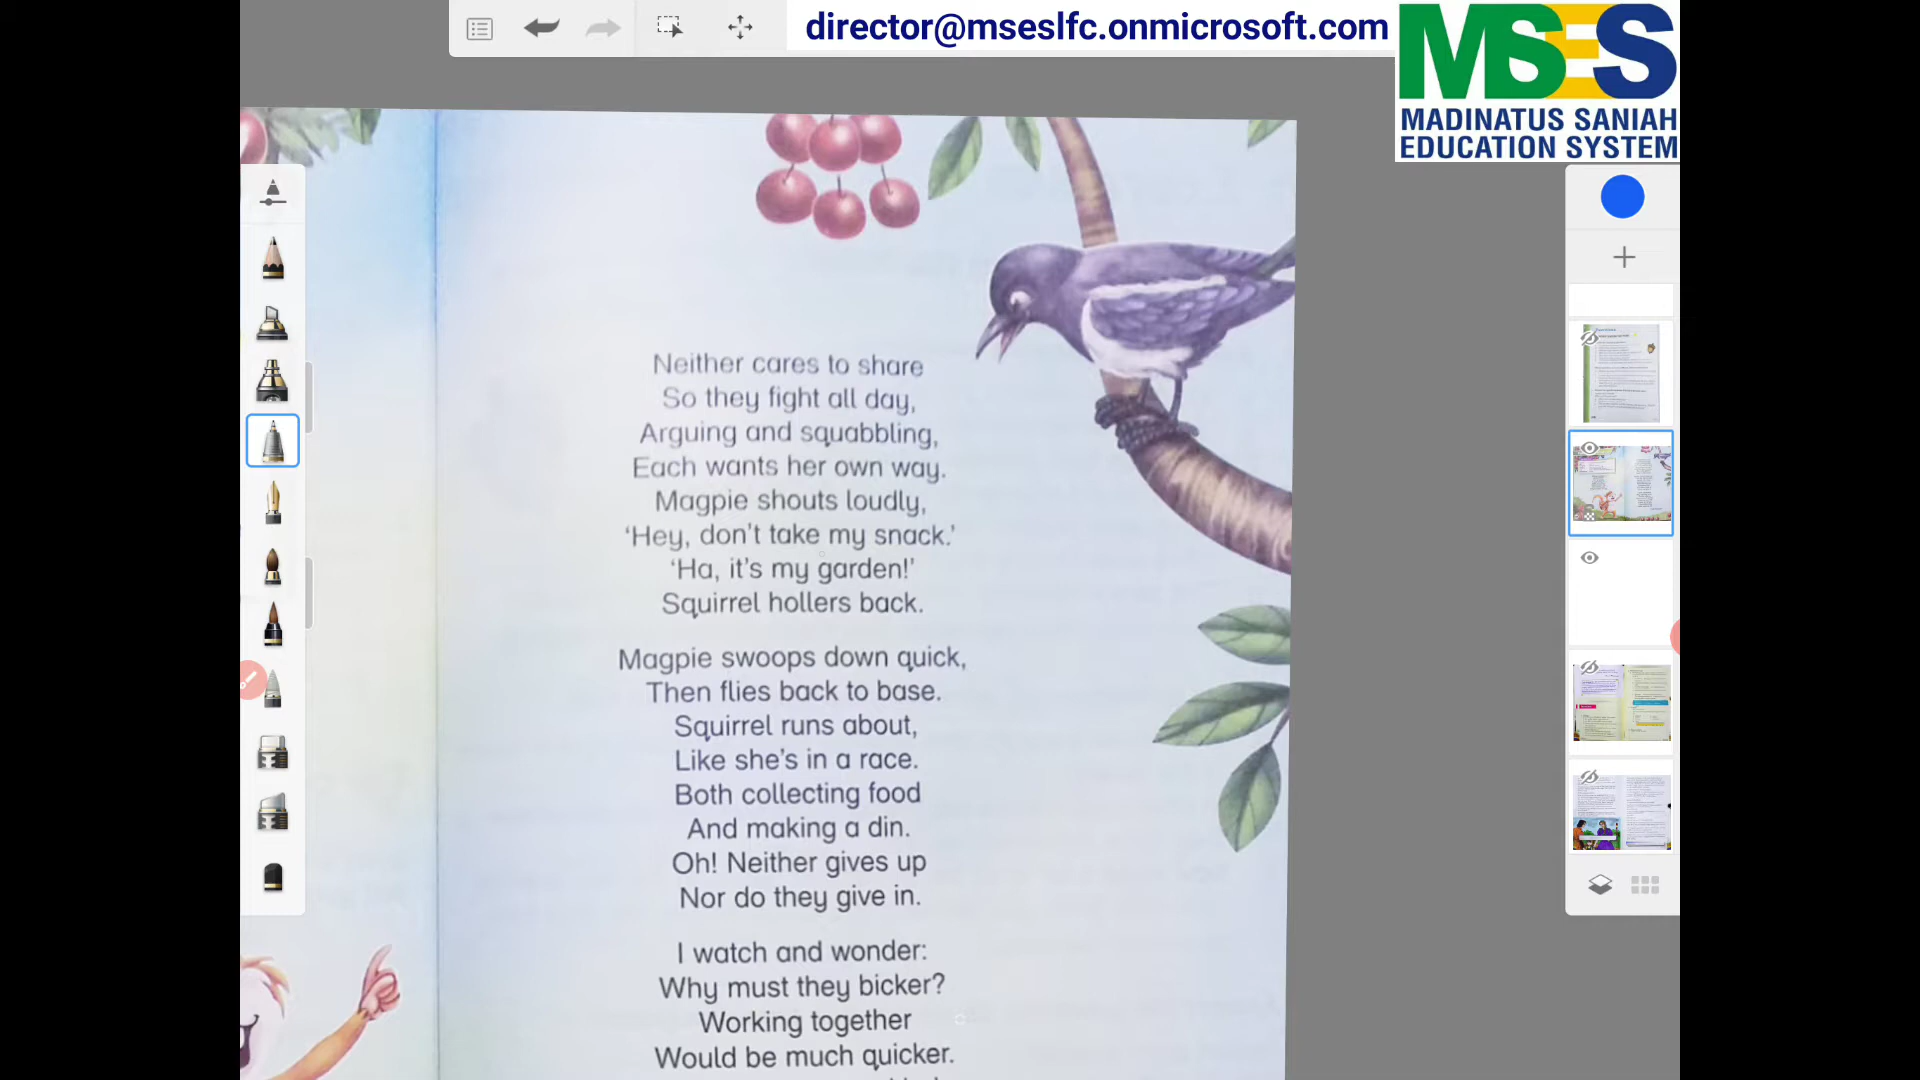 director@mseslfc.onmicrosoft.com
MSES
MADINATUS SANIAH
EDUCATION SYSTEM
Neither cares to share
So they fight all day,
Arguing and squabbling,
Each wants her own way.
Magpie shouts loudly,
‘Hey, don’t take my snack.’
‘Ha, it’s my garden!’
Squirrel hollers back.
Magpie swoops down quick,
Then flies back to base.
Squirrel runs about,
Like she’s in a race.
Both collecting food
And making a din.
Oh! Neither gives up
Nor do they give in.
I watch and wonder:
Why must they bicker?
Working together
Would be much quicker.